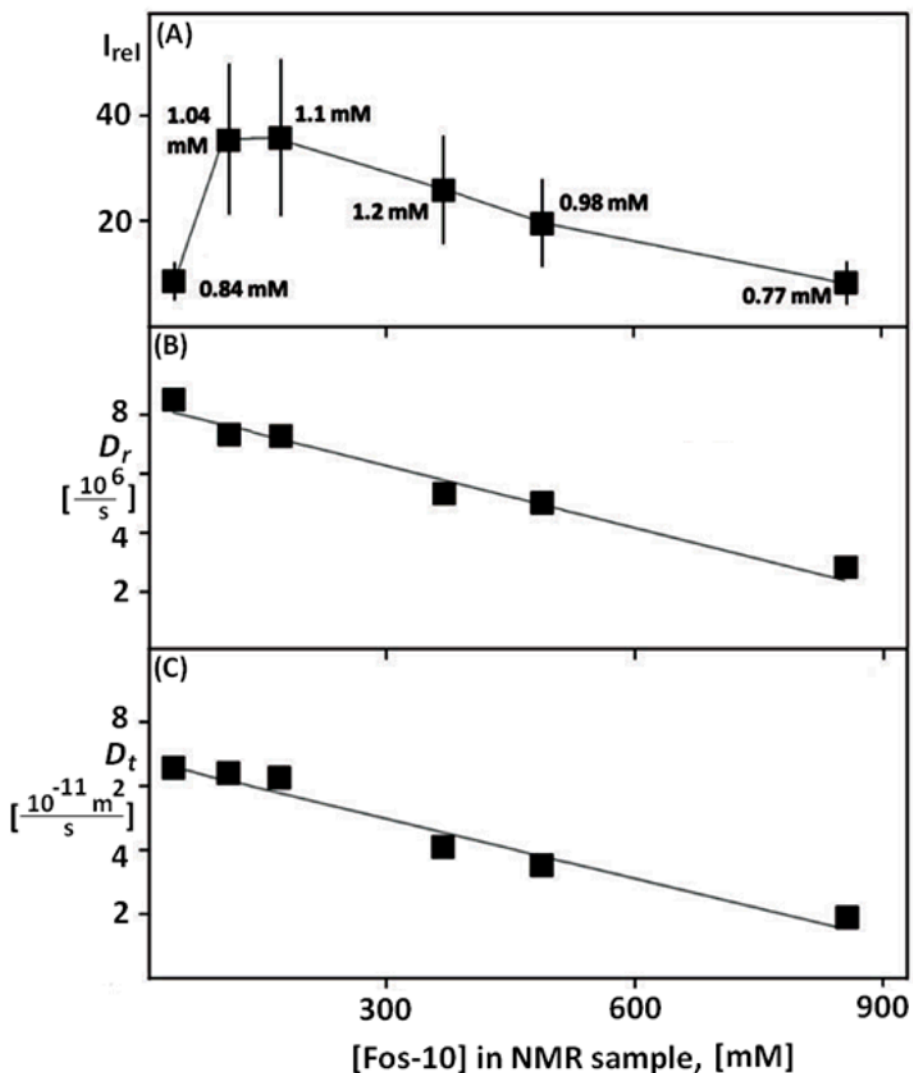 (A)
I_rel
40
20
1.04
mM
1.1 mM
1.2 mM
0.98 mM
0.84 mM
0.77 mM
(B)
8
D_r
[10^6/s]
4
2
(C)
8
D_t
[10^-11 m^2/s]
4
2
300 600 900
[Fos-10] in NMR sample, [mM]